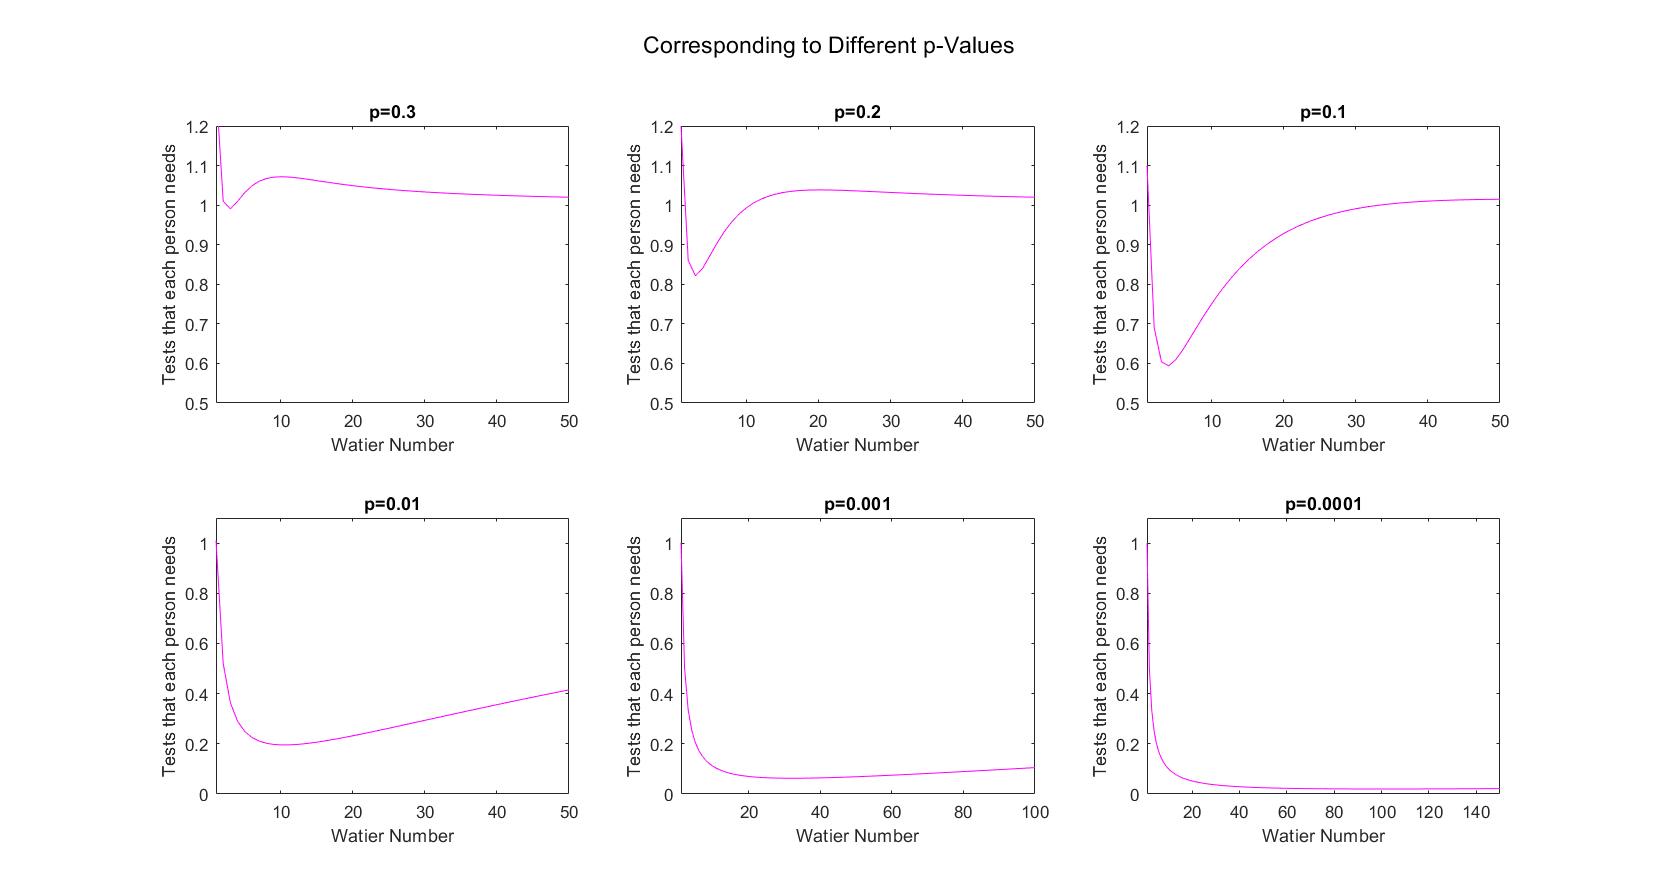 Corresponding to Different p-Values
p=0.3
1.2
1.1
1
0.9
0.8
0.7
0.6
0.5
Tests that each person needs
10 20 30 40 50
Watier Number
p=0.2
1.2
1.1
1
0.9
0.8
0.7
0.6
0.5
Tests that each person needs
10 20 30 40 50
Watier Number
p=0.1
1.2
1.1
1
0.9
0.8
0.7
0.6
0.5
Tests that each person needs
10 20 30 40 50
Watier Number
p=0.01
1
0.8
0.6
0.4
0.2
0
Tests that each person needs
10 20 30 40 50
Watier Number
p=0.001
1
0.8
0.6
0.4
0.2
0
Tests that each person needs
20 40 60 80 100
Watier Number
p=0.0001
1
0.8
0.6
0.4
0.2
0
Tests that each person needs
20 40 60 80 100 120 140
Watier Number